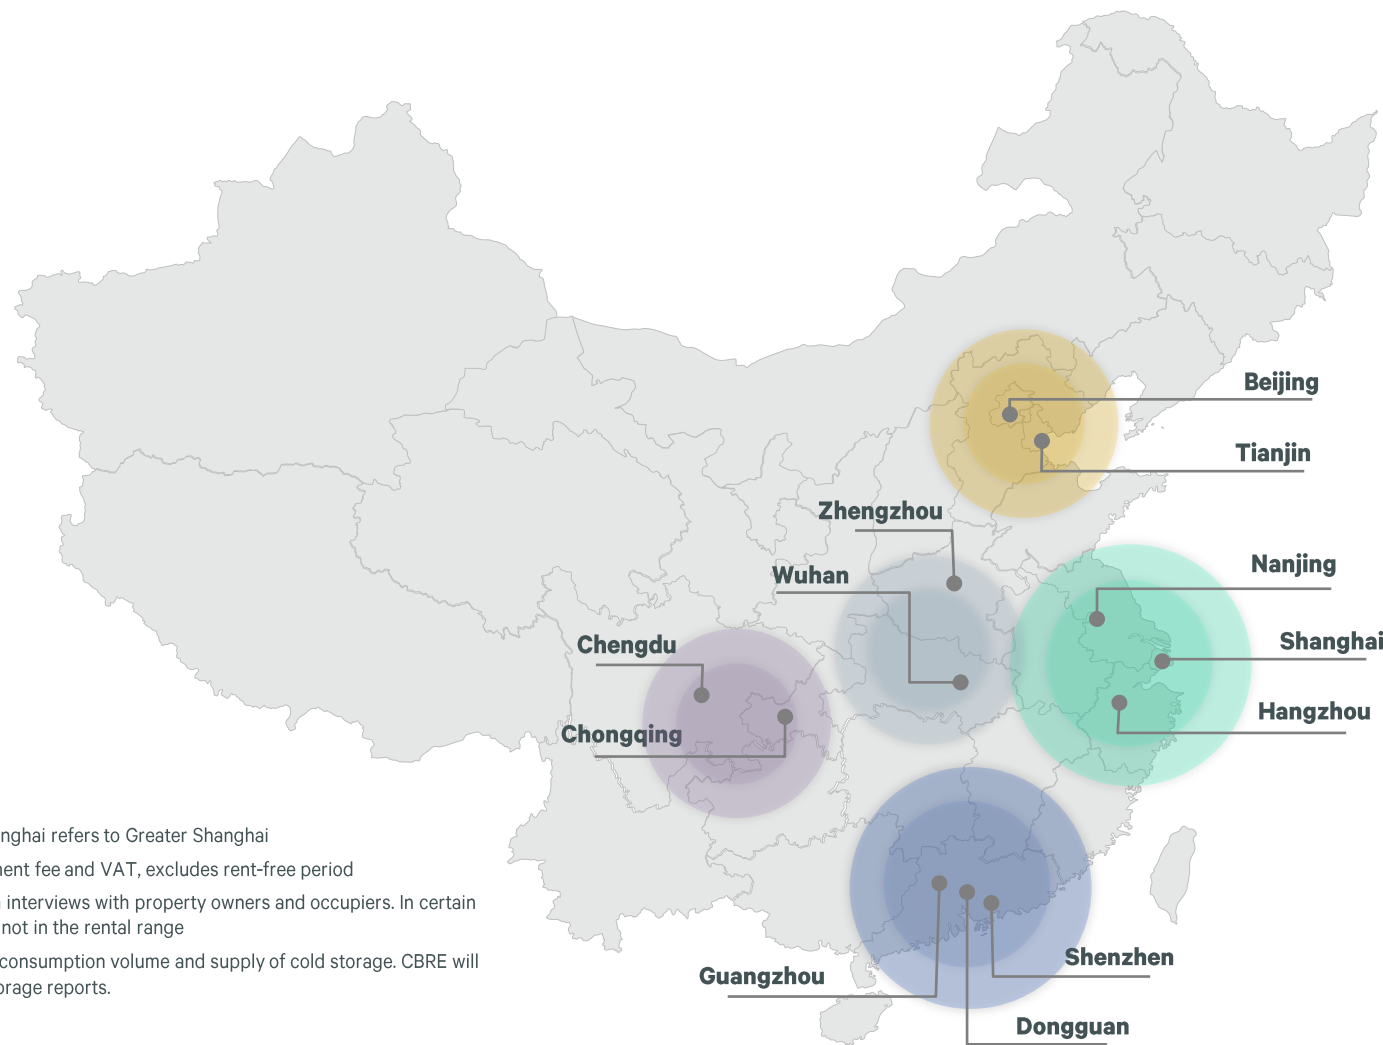 Beijing
Tianjin
Zhengzhou
Wuhan
Nanjing
Shanghai
Hangzhou
Chengdu
Chongqing
nghai refers to Greater Shanghai
ent fee and VAT, excludes rent-free period
interviews with property owners and occupiers. In certain
not in the rental range
consumption volume and supply of cold storage. CBRE will
orage reports.
Shenzhen
Guangzhou
Dongguan